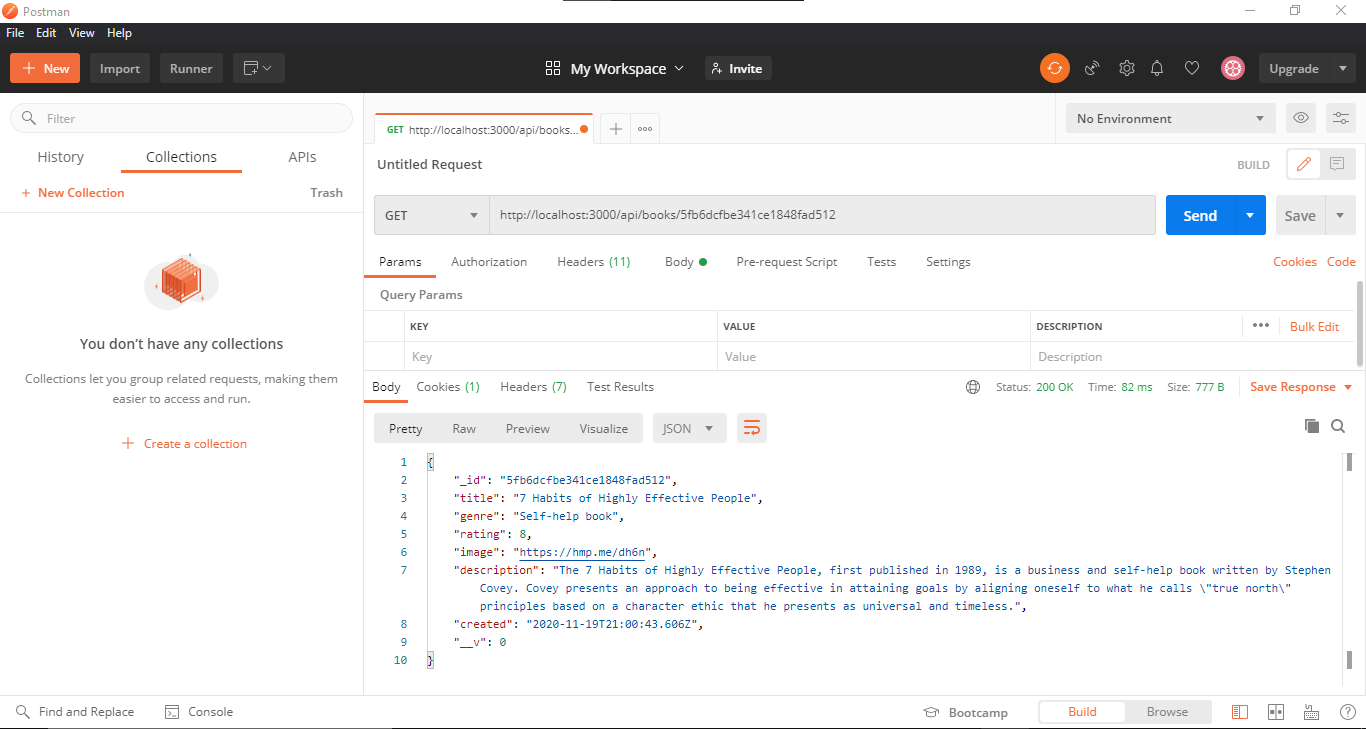 Postman
File Edit View Help
New Import Runner My Workspace Invite Upgrade
Filter
History Collections APIs
+ New Collection Trash
You don't have any collections
Collections let you group related requests, making them
easier to access and run.
+ Create a collection
GET http://localhost:3000/api/books... + ooo No Environment
Untitled Request BUILD
GET http://localhost:3000/api/books/5fb6dcfbe341ce1848fad512 Send Save
Params Authorization Headers (11) Body Pre-request Script Tests Settings Cookies Code
Query Params
KEY VALUE DESCRIPTION ••• Bulk Edit
Key Value Description
Body Cookies (1) Headers (7) Test Results Status: 200 OK Time: 82 ms Size: 777 B Save Response
Pretty Raw Preview Visualize JSON
1 {
2 "_id": "5fb6dcfbe341ce1848fad512",
3 "title": "7 Habits of Highly Effective People",
4 "genre": "Self-help book",
5 "rating": 8,
6 "image": "https://hmp.me/dh6n",
7 "description": "The 7 Habits of Highly Effective People, first published in 1989, is a business and self-help book written by Stephen
Covey. Covey presents an approach to being effective in attaining goals by aligning oneself to what he calls \"true north\"
principles based on a character ethic that he presents as universal and timeless.",
8 "created": "2020-11-19T21:00:43.606Z",
9 "__v": 0
10 }
Find and Replace Console Bootcamp Build Browse ?